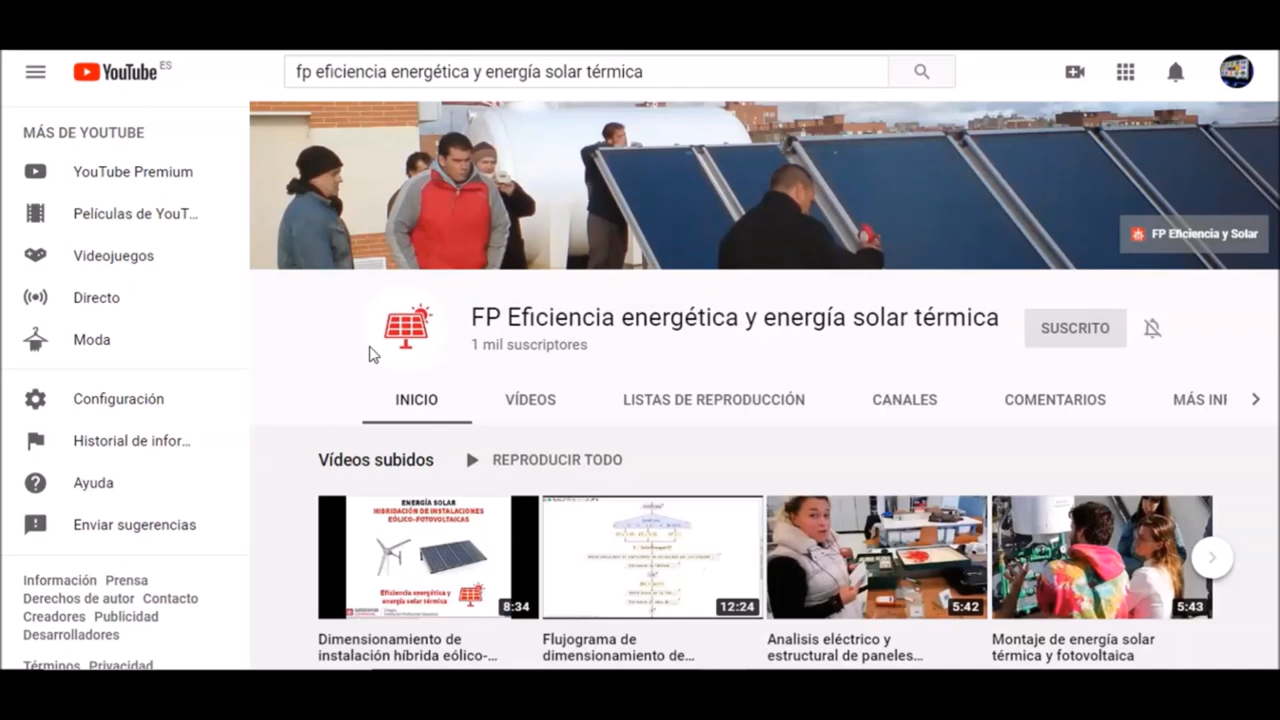 YouTube ES
fp eficiencia energética y energía solar térmica
MÁS DE YOUTUBE
YouTube Premium
Películas de YouT...
Videojuegos
Directo
Moda
Configuración
Historial de infor...
Ayuda
Enviar sugerencias
Información Prensa
Derechos de autor Contacto
Creadores Publicidad
Desarrolladores
Términos Privacidad
FP Eficiencia y Solar
FP Eficiencia energética y energía solar térmica
1 mil suscriptores
SUSCRITO
INICIO
VÍDEOS
LISTAS DE REPRODUCCIÓN
CANALES
COMENTARIOS
MÁS INF
Vídeos subidos
REPRODUCIR TODO
ENERGÍA SOLAR
HIBRIDACIÓN DE INSTALACIONES
EÓLICO-FOTOVOLTAICAS
Eficiencia energética y
energía solar térmica
8:34
12:24
5:42
5:43
Dimensionamiento de
instalación híbrida eólico-...
Flujograma de
dimensionamiento de...
Analisis eléctrico y
estructural de paneles...
Montaje de energía solar
térmica y fotovoltaica